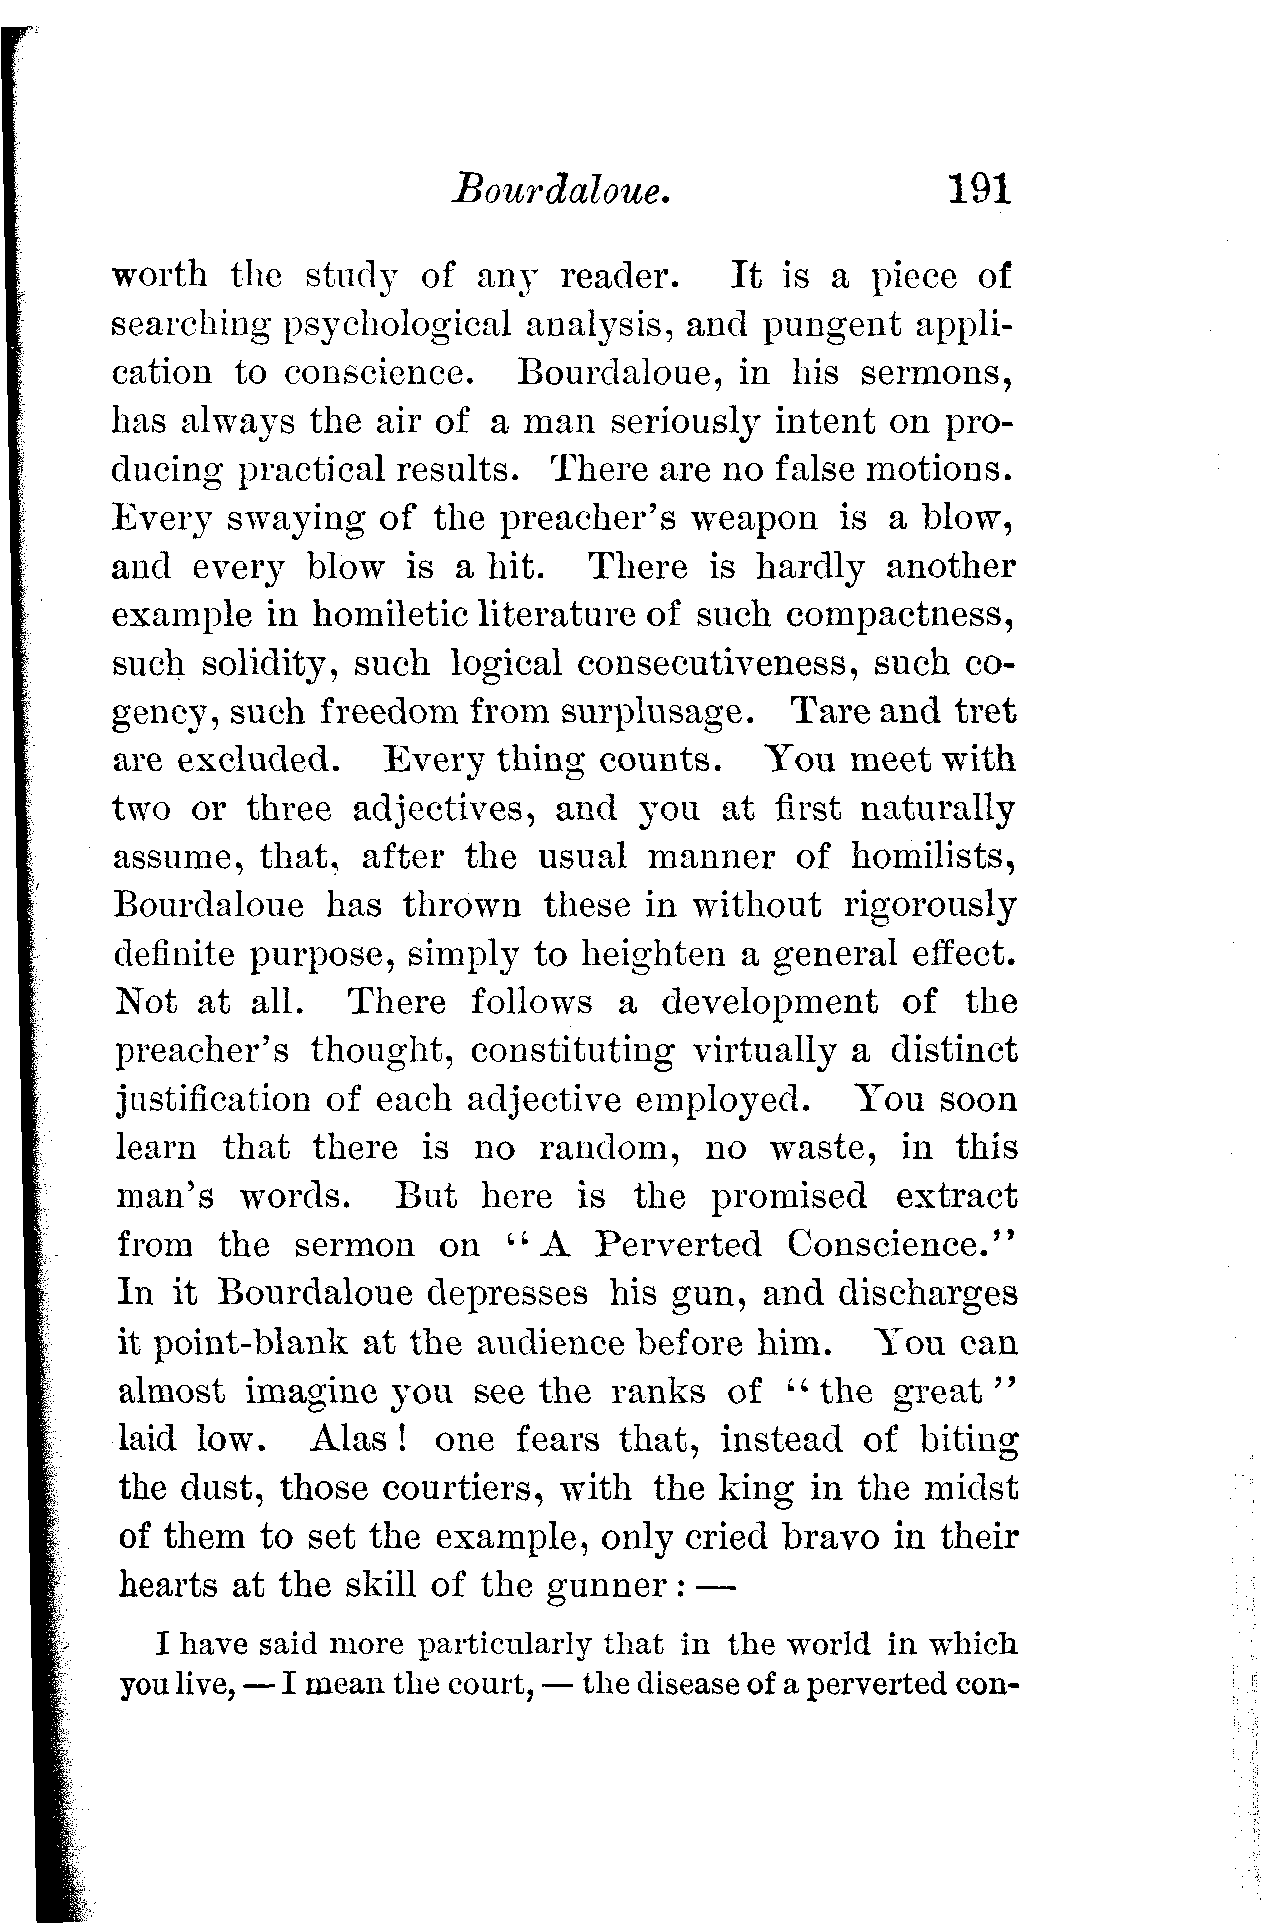 Bourdaloue. 191
worth the study of any reader. It is a piece of
searching psychological analysis, and pungent appli-
cation to conscience. Bourdaloue, in his sermons,
has always the air of a man seriously intent on pro-
ducing practical results. There are no false motions.
Every swaying of the preacher's weapon is a blow,
and every blow is a hit. There is hardly another
example in homiletic literature of such compactness,
such solidity, such logical consecutiveness, such co-
gency, such freedom from surplusage. Tare and tret
are excluded. Every thing counts. You meet with
two or three adjectives, and you at first naturally
assume, that, after the usual manner of homilists,
Bourdaloue has thrown these in without rigorously
definite purpose, simply to heighten a general effect.
Not at all. There follows a development of the
preacher's thought, constituting virtually a distinct
justification of each adjective employed. You soon
learn that there is no random, no waste, in this
man's words. But here is the promised extract
from the sermon on "A Perverted Conscience."
In it Bourdaloue depresses his gun, and discharges
it point-blank at the audience before him. You can
almost imagine you see the ranks of "the great"
laid low. Alas! one fears that, instead of biting
the dust, those courtiers, with the king in the midst
of them to set the example, only cried bravo in their
hearts at the skill of the gunner: —
I have said more particularly that in the world in which
you live, — I mean the court, — the disease of a perverted con-